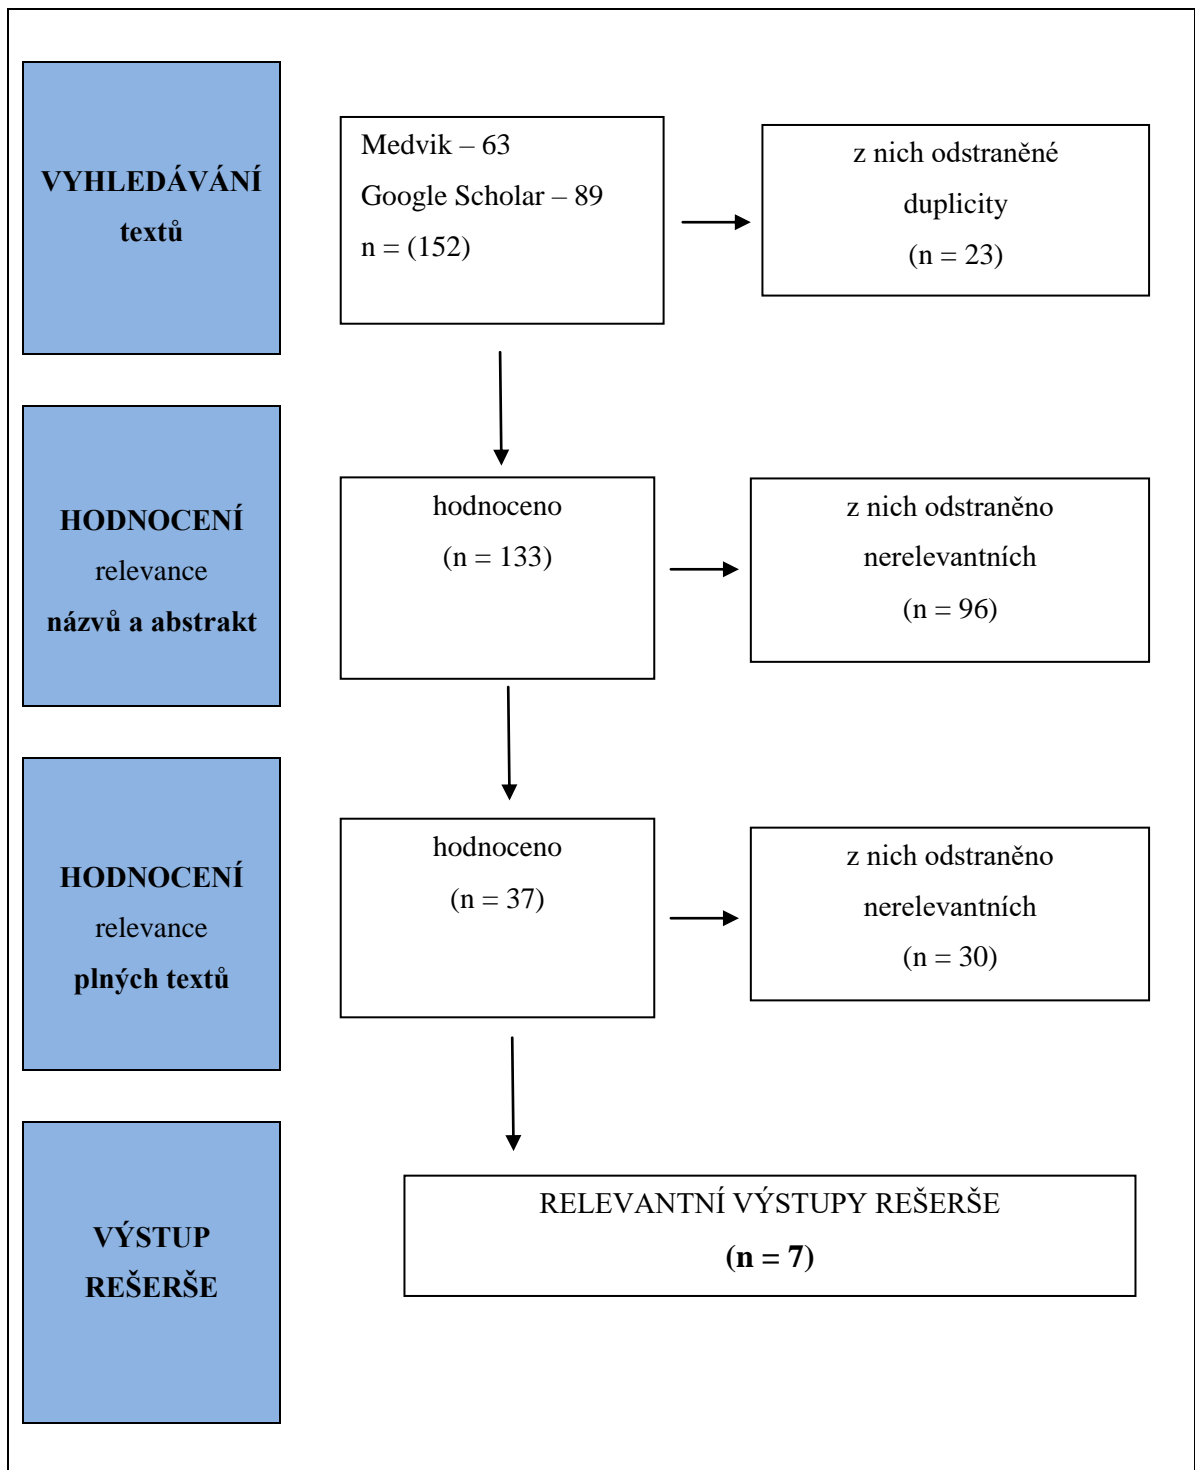 VYHLEDÁVÁNÍ
textů
Medvik – 63
Google Scholar – 89
n = (152)
z nich odstraněné
duplicity
(n = 23)
HODNOCENÍ
relevance
názvů a abstrakt
hodnoceno
(n = 133)
z nich odstraněno
nerelevantních
(n = 96)
HODNOCENÍ
relevance
plných textů
hodnoceno
(n = 37)
z nich odstraněno
nerelevantních
(n = 30)
VÝSTUP
REŠERŠE
RELEVANTNÍ VÝSTUPY REŠERŠE
(n = 7)